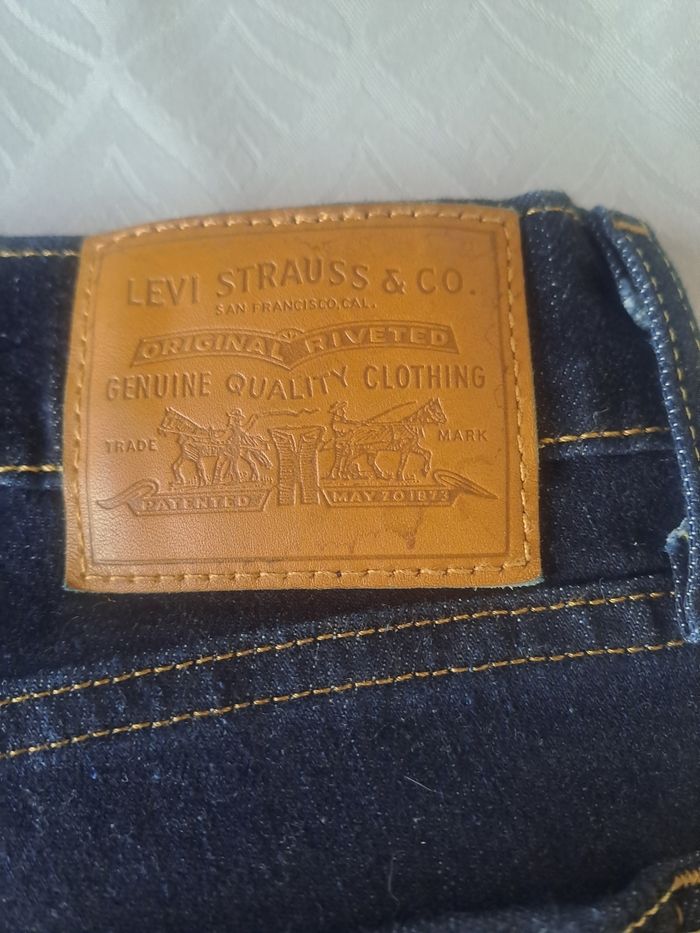 LEVI STRAUSS & CO.
SAN FRANCISCO, CAL.
ORIGINAL RIVETED
GENUINE QUALITY CLOTHING
TRADE MARK
PATENTED MAY 20 1873